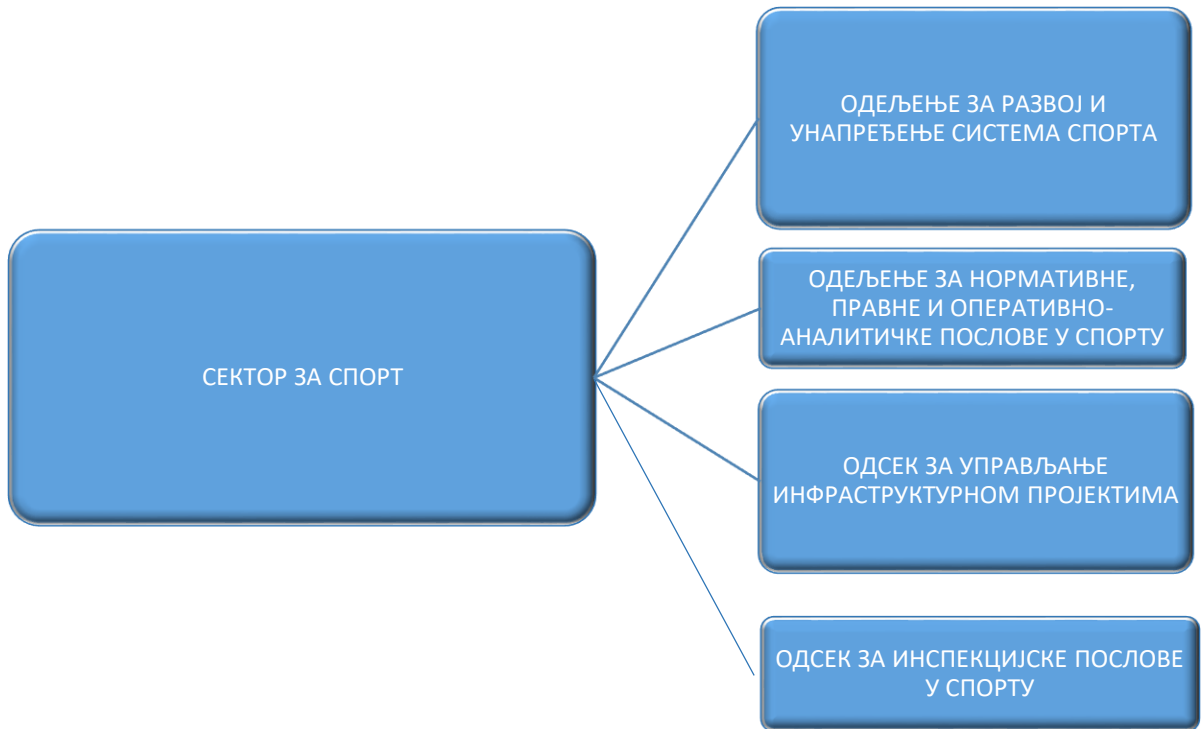 СЕКТОР ЗА СПОРТ
ОДЕЉЕЊЕ ЗА РАЗВОЈ И
УНАПРЕЂЕЊЕ СИСТЕМА СПОРТА
ОДЕЉЕЊЕ ЗА НОРМАТИВНЕ,
ПРАВНЕ И ОПЕРАТИВНО-
АНАЛИТИЧКЕ ПОСЛОВЕ У СПОРТУ
ОДСЕК ЗА УПРАВЉАЊЕ
ИНФРАСТРУКТУРНОМ ПРОЈЕКТИМА
ОДСЕК ЗА ИНСПЕКЦИЈСКЕ ПОСЛОВЕ
У СПОРТУ